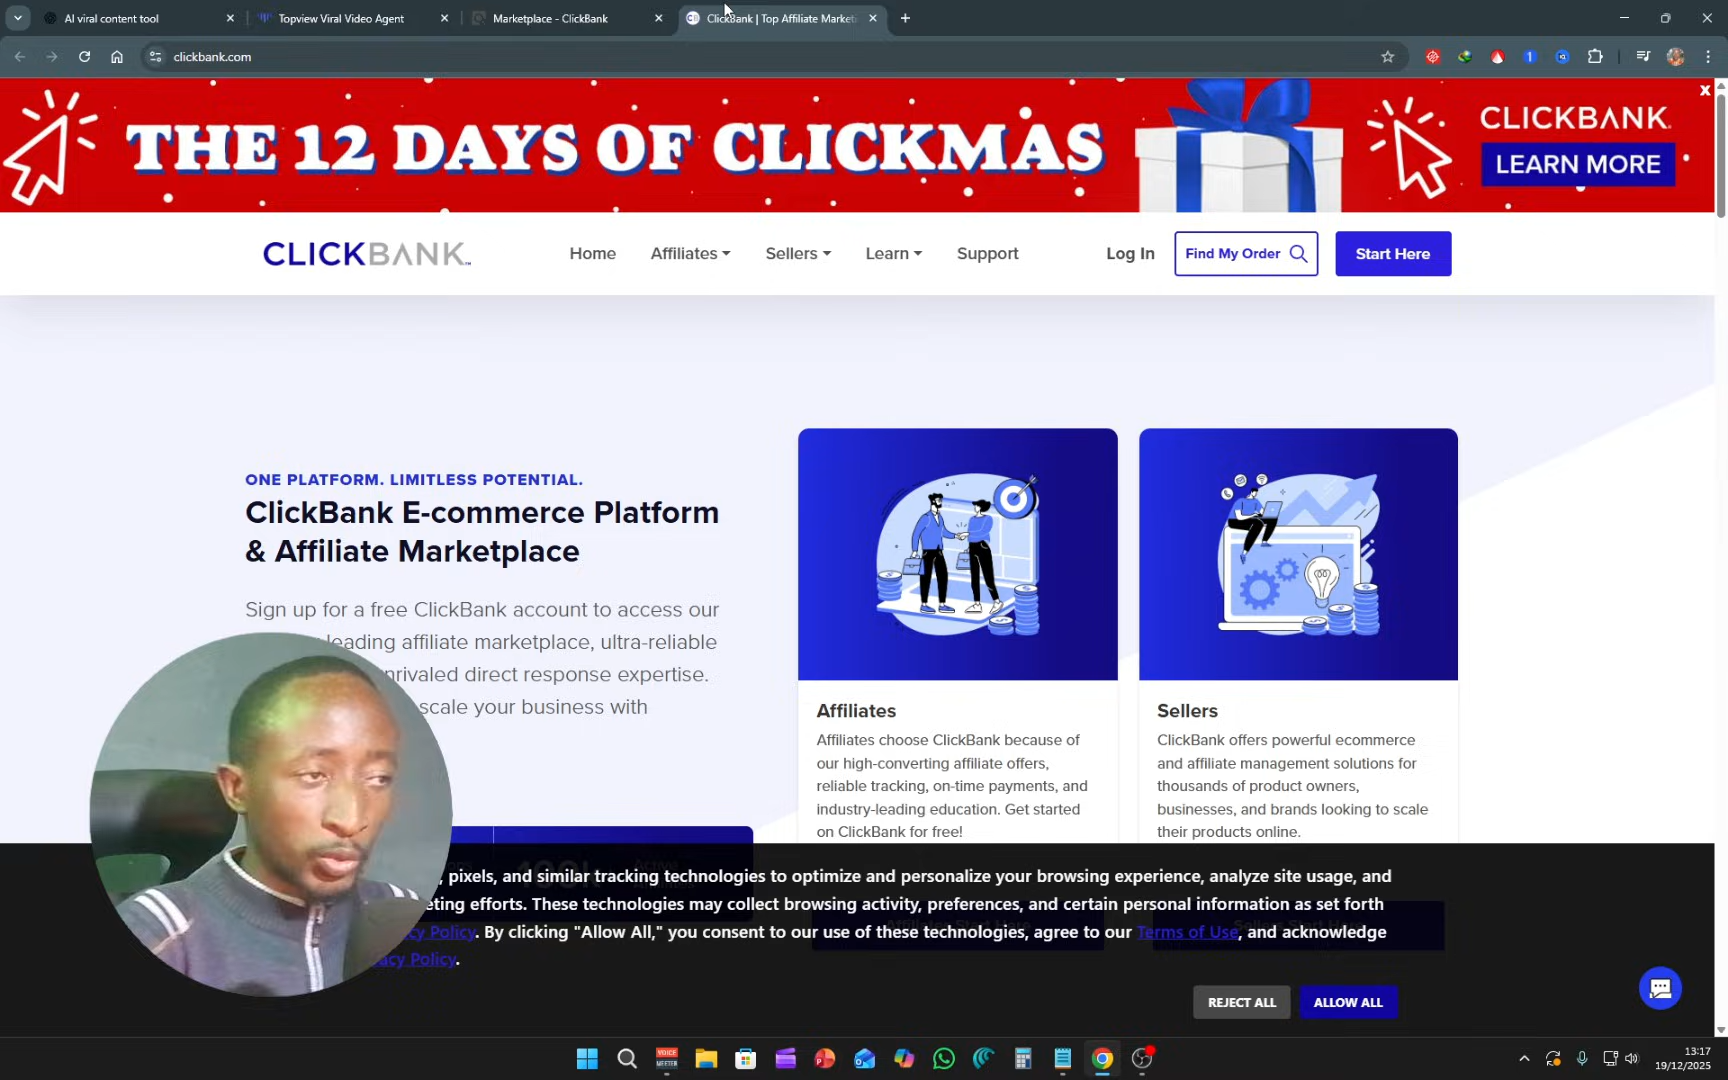 AI viral content tool
Topview Viral Video Agent
Marketplace - ClickBank
ClickBank | Top Affiliate Market
clickbank.com
THE 12 DAYS OF CLICKMAS
CLICKBANK
LEARN MORE
X
CLICKBANK
Home
Affiliates
Sellers
Learn
Support
Log In
Find My Order
Start Here
ONE PLATFORM. LIMITLESS POTENTIAL.
ClickBank E-commerce Platform
& Affiliate Marketplace
Sign up for a free ClickBank account to access our
leading affiliate marketplace, ultra-reliable
direct response expertise.
scale your business with
Affiliates
Affiliates choose ClickBank because of
our high-converting affiliate offers,
reliable tracking, on-time payments, and
industry-leading education. Get started
on ClickBank for free!
Sellers
ClickBank offers powerful ecommerce
and affiliate management solutions for
thousands of product owners,
businesses, and brands looking to scale
their products online.
, pixels, and similar tracking technologies to optimize and personalize your browsing experience, analyze site usage, and
efforts. These technologies may collect browsing activity, preferences, and certain personal information as set forth
Policy. By clicking "Allow All," you consent to our use of these technologies, agree to our Terms of Use, and acknowledge
Policy.
REJECT ALL
ALLOW ALL
13:17
19/12/2025